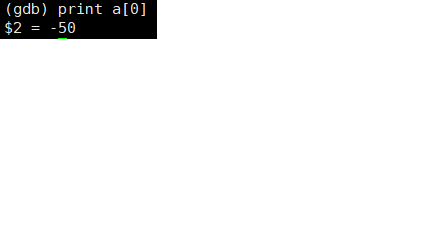 (gdb) print a[0]
$2 = -50